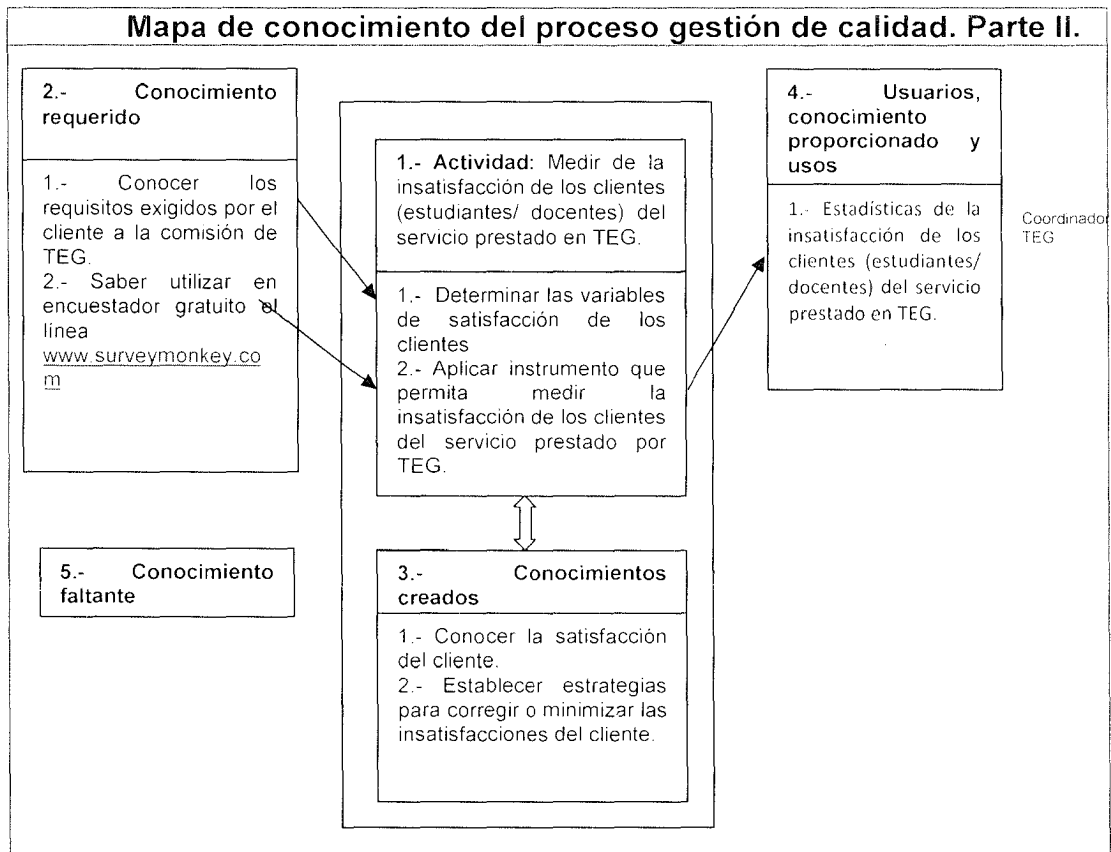 Mapa de conocimiento del proceso gestión de calidad. Parte II.
2.- Conocimiento
requerido
1.- Conocer los
requisitos exigidos por el
cliente a la comisión de
TEG.
2.- Saber utilizar en
encuestador gratuito el
línea
www.surveymonkey.co
m
1.- Actividad: Medir de la
insatisfacción de los clientes
(estudiantes/ docentes) del
servicio prestado en TEG.
1.- Determinar las variables
de satisfacción de los
clientes
2.- Aplicar instrumento que
permita medir la
insatisfacción de los clientes
del servicio prestado por
TEG.
4.- Usuarios,
conocimiento
proporcionado y
usos
1.- Estadísticas de la
insatisfacción de los
clientes (estudiantes/
docentes) del servicio
prestado en TEG.
Coordinador
TEG
5.- Conocimiento
faltante
3.- Conocimientos
creados
1.- Conocer la satisfacción
del cliente.
2.- Establecer estrategias
para corregir o minimizar las
insatisfacciones del cliente.